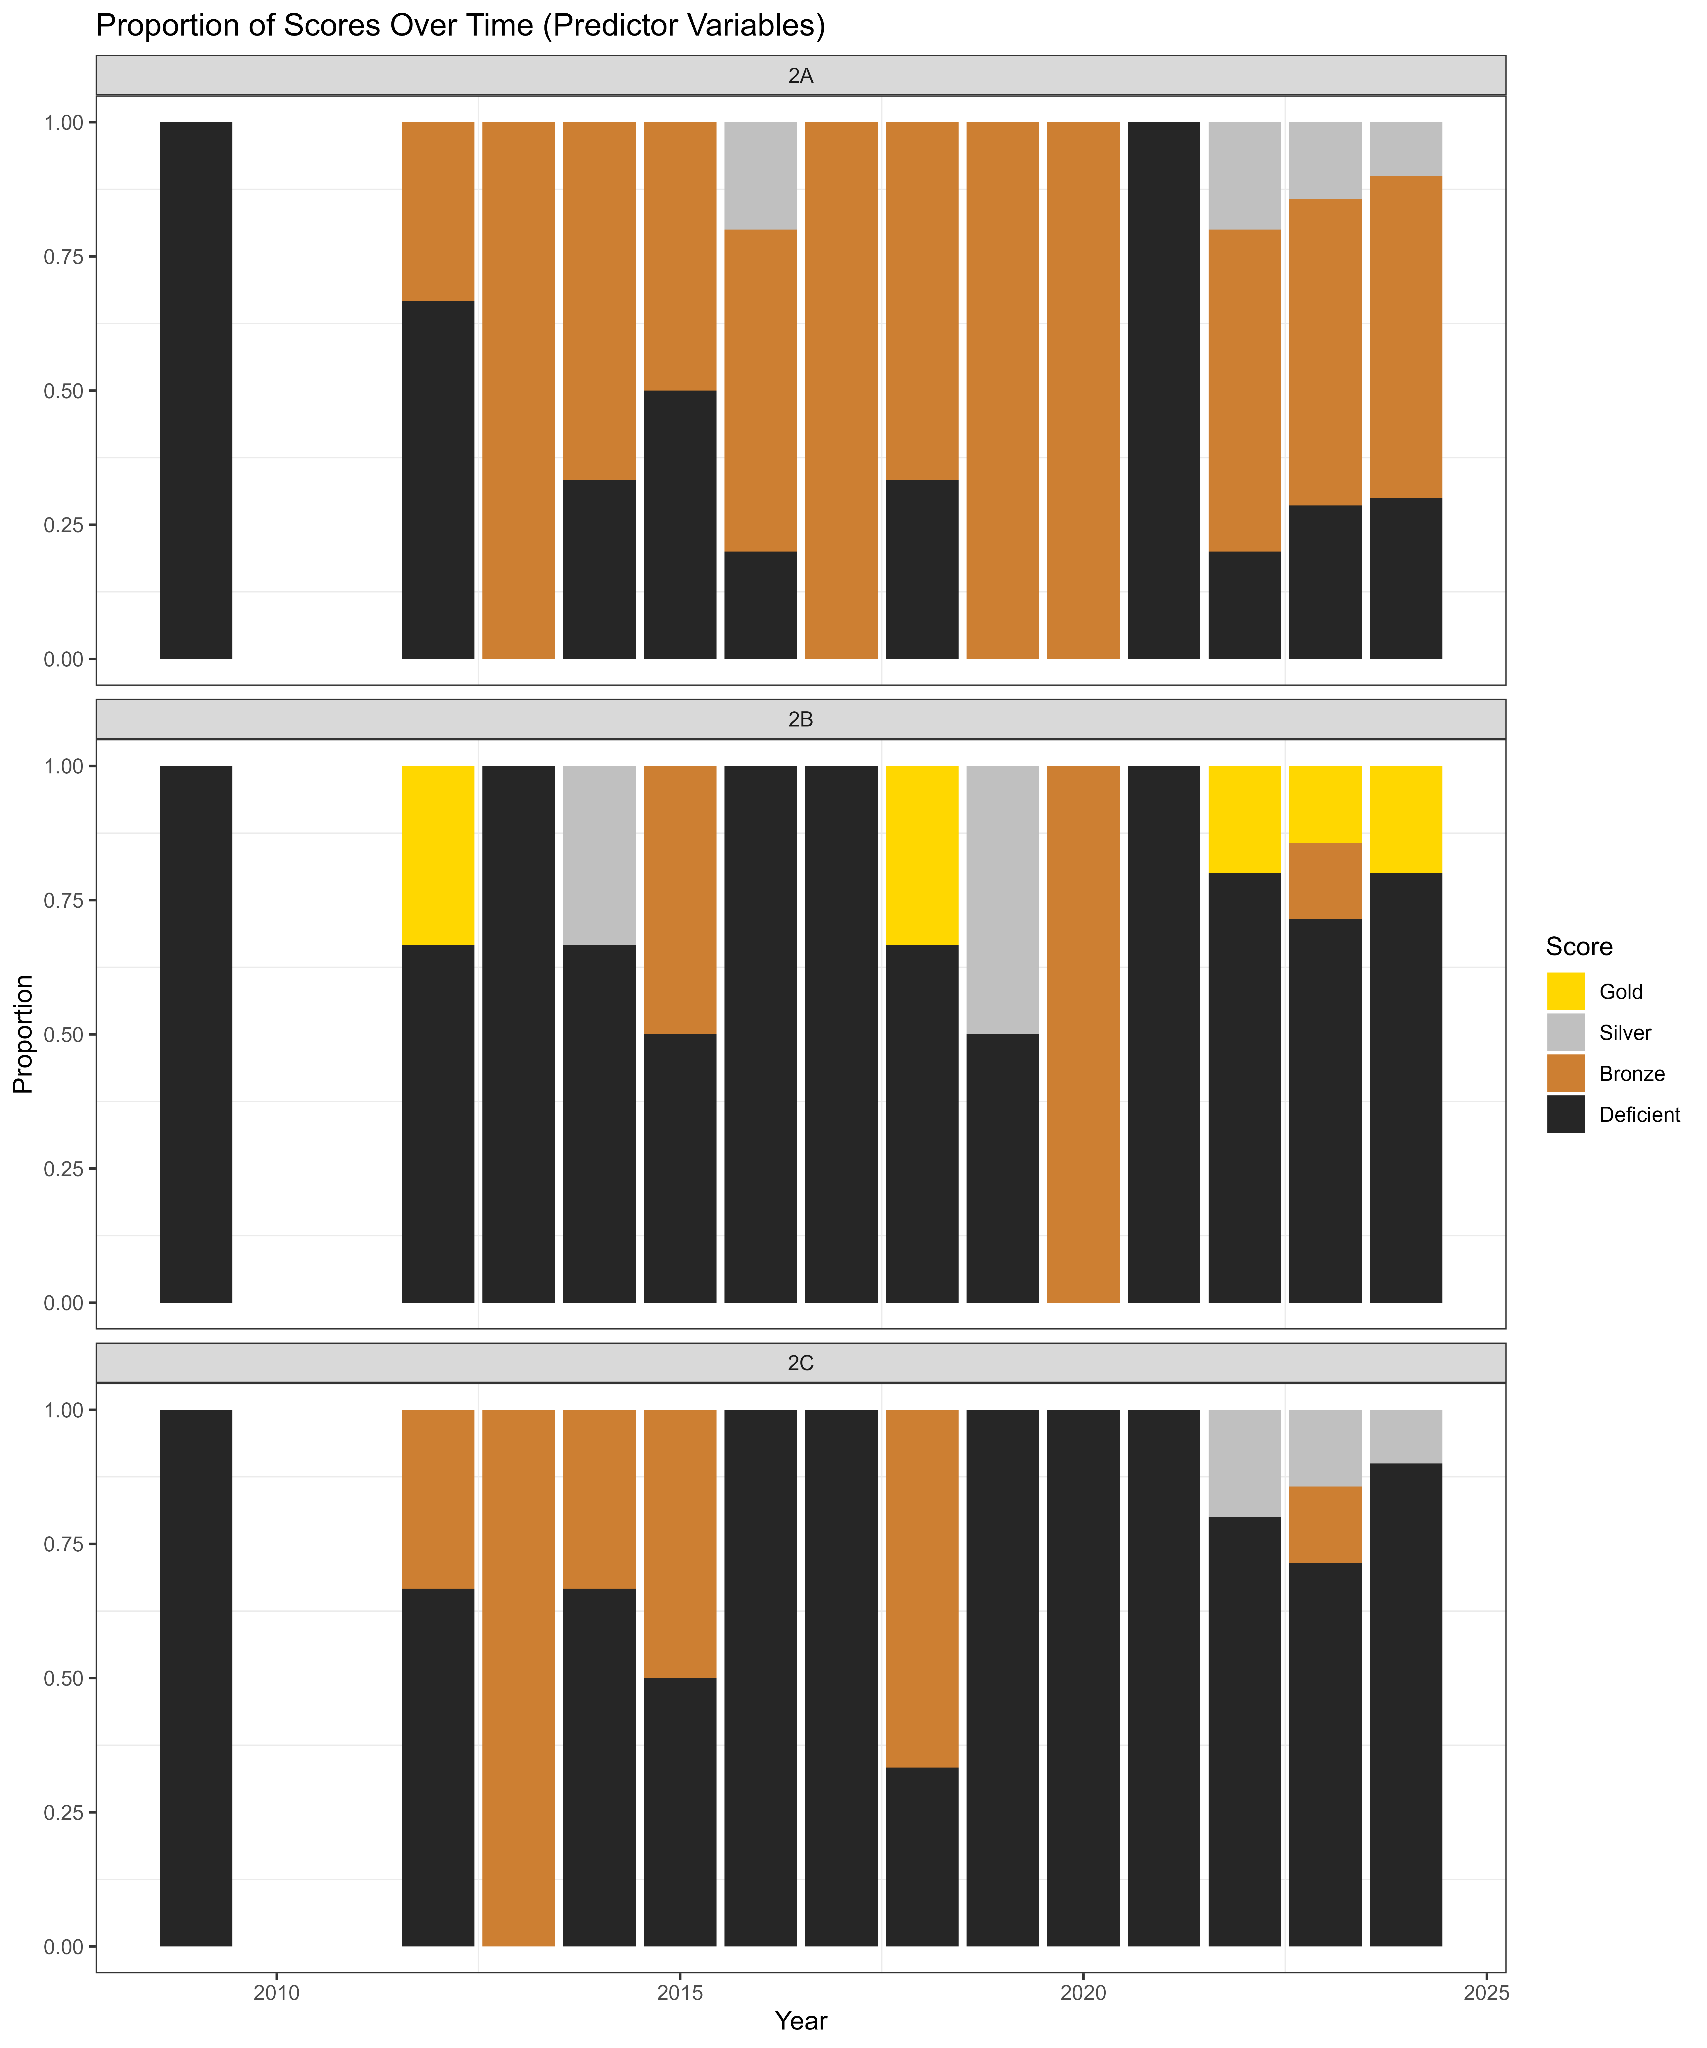 Proportion of Scores Over Time (Predictor Variables)
2A
1.00
0.75
0.50
0.25
0.00
2B
1.00
0.75
0.50
0.25
0.00
2C
1.00
0.75
0.50
0.25
0.00
2010
2015
2020
2025
Year
Proportion
Score
Gold
Silver
Bronze
Deficient